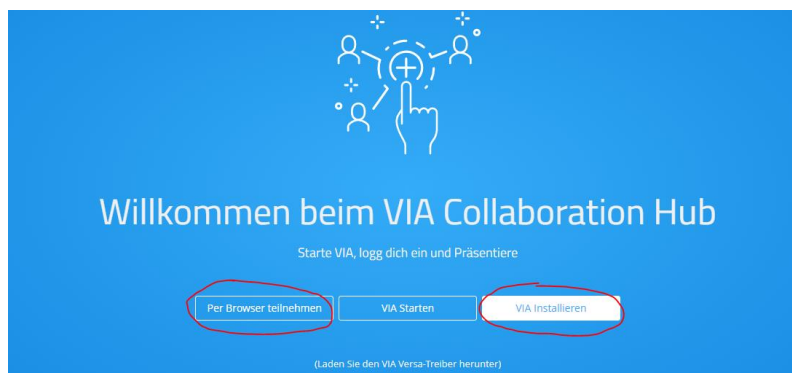 Willkommen beim VIA Collaboration Hub
Starte VIA, logg dich ein und Präsentiere
Per Browser teilnehmen VIA Starten VIA Installieren
(Laden Sie den VIA Versa-Treiber herunter)